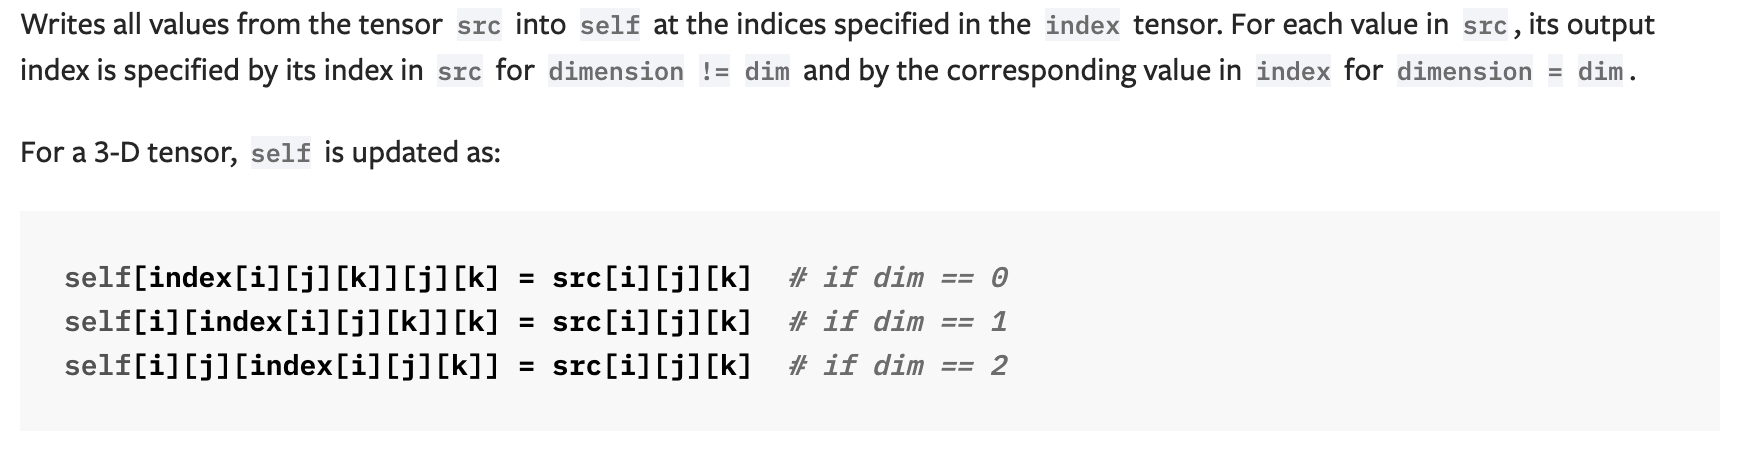 Writes all values from the tensor src into self at the indices specified in the index tensor. For each value in src, its output
index is specified by its index in src for dimension != dim and by the corresponding value in index for dimension = dim.
For a 3-D tensor, self is updated as:
self[index[i][j][k]][j][k] = src[i][j][k]  # if dim == 0
self[i][index[i][j][k]][k] = src[i][j][k]  # if dim == 1
self[i][j][index[i][j][k]] = src[i][j][k]  # if dim == 2